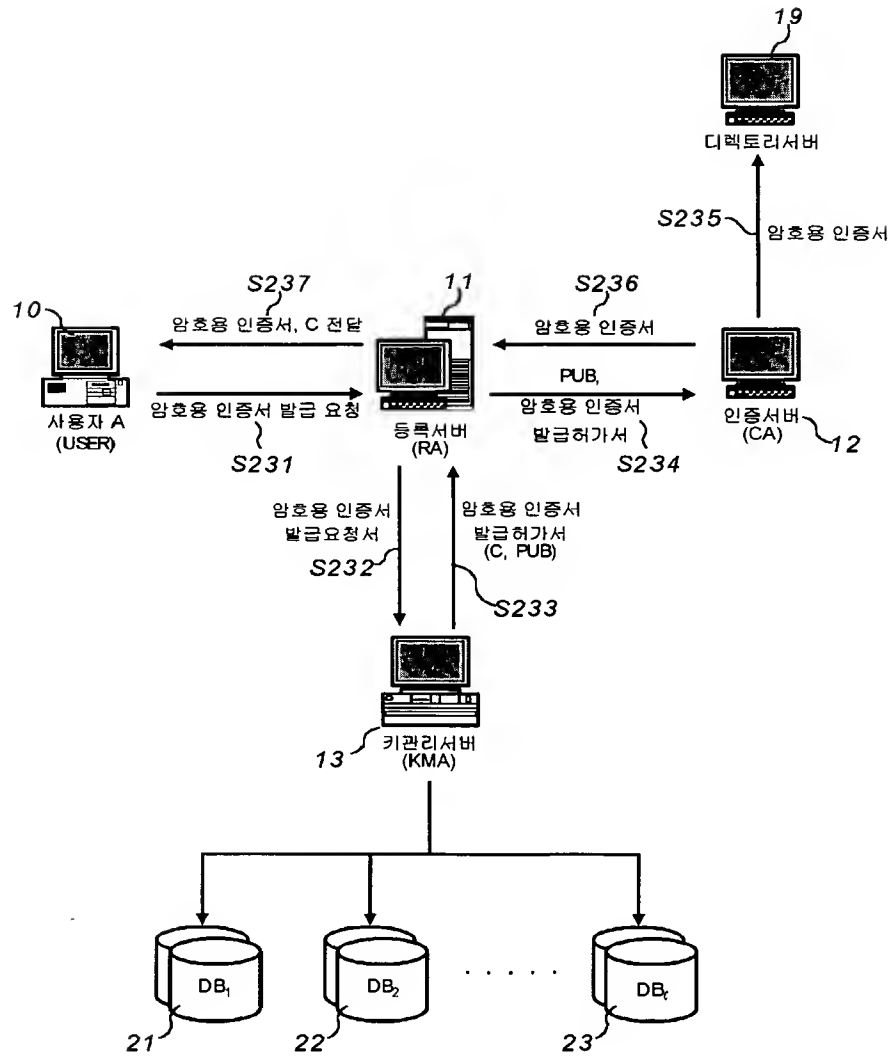 19
디렉토리서버
S235
암호용 인증서
S237
11
S236
10
암호용 인증서, C 전달
암호용 인증서
PUB,
암호용 인증서 발급 요청
암호용 인증서
발급허가서
사용자 A
(USER)
등록서버
(RA)
인증서버
(CA)
12
S231
S234
암호용 인증서
발급요청서
암호용 인증서
발급허가서
(C, PUB)
S232
S233
13
키관리서버
(KMA)
DB1
DB2
. . . . .
DBt
21
22
23